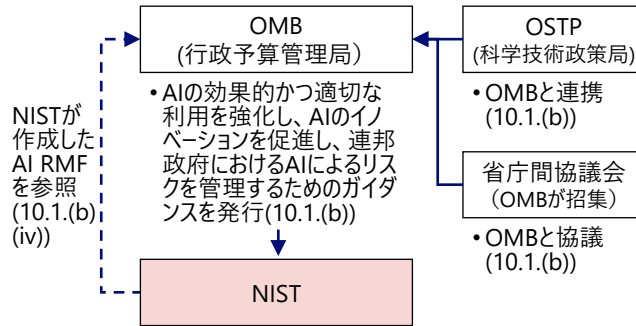 OMB
(行政予算管理局）
OSTP
(科学技術政策局)
NISTが
作成した
AI RMF
を参照
(10.1.(b)
(iv))
• AIの効果的かつ適切な
利用を強化し、AIのイノ
ベーションを促進し、連邦
政府におけるAIによるリス
クを管理するためのガイダ
ンスを発行(10.1.(b))
• OMBと連携
(10.1.(b))
省庁間協議会
（OMBが招集）
• OMBと協議
(10.1.(b))
NIST